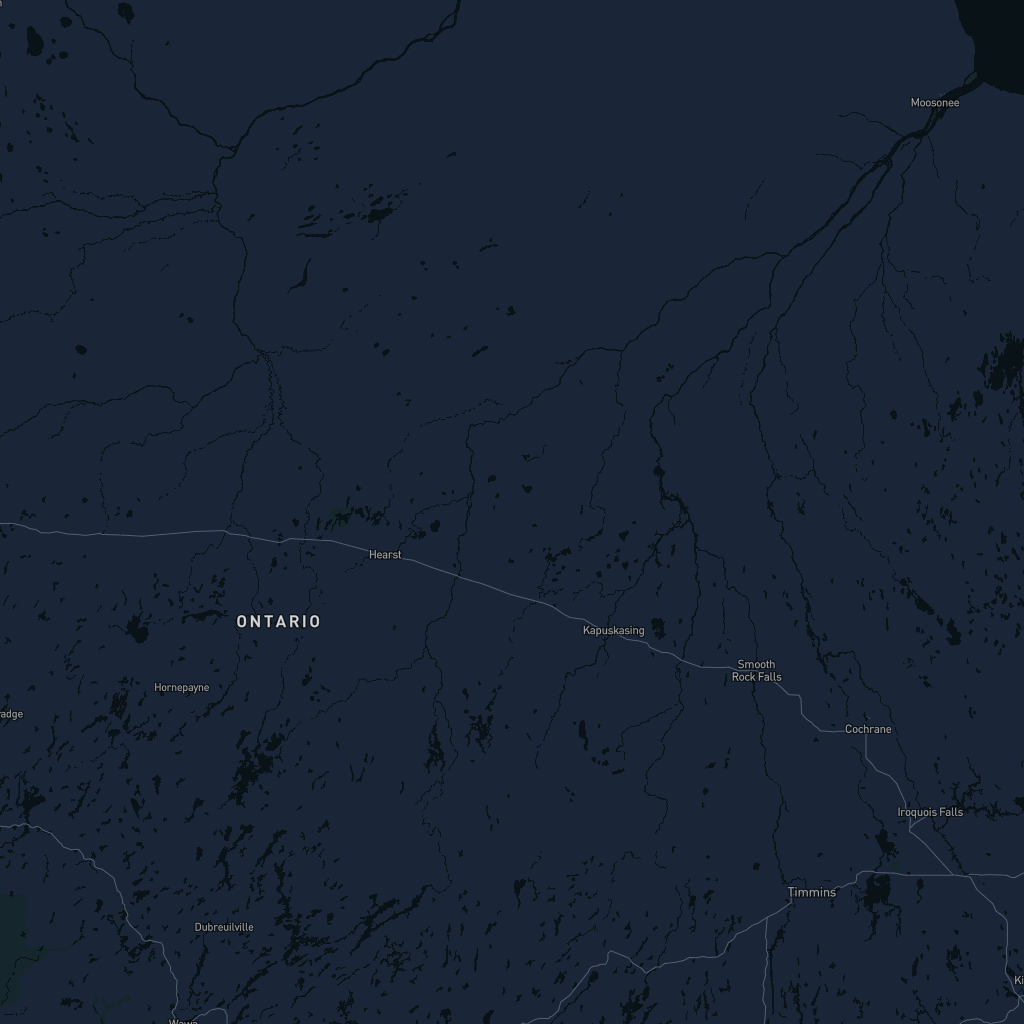 Moosonee
Hearst
ONTARIO
Kapuskasing
Smooth
Rock Falls
Hornepayne
Cochrane
Iroquois Falls
Timmins
Dubreuilville